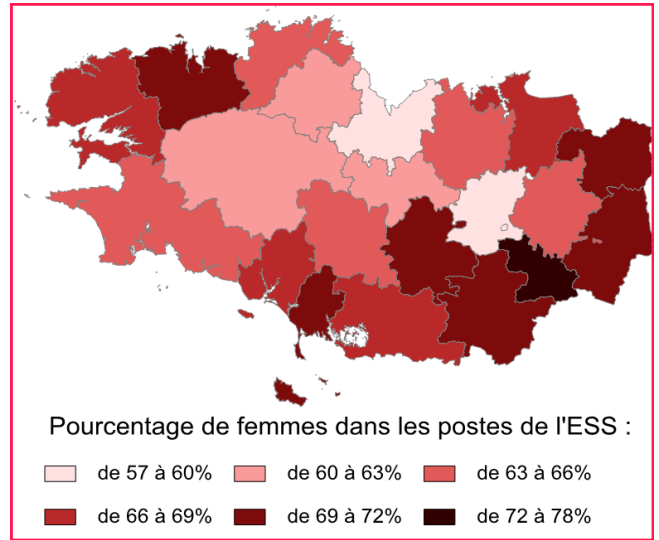 Pourcentage de femmes dans les postes de l'ESS :
de 57 à 60% de 60 à 63% de 63 à 66%
de 66 à 69% de 69 à 72% de 72 à 78%